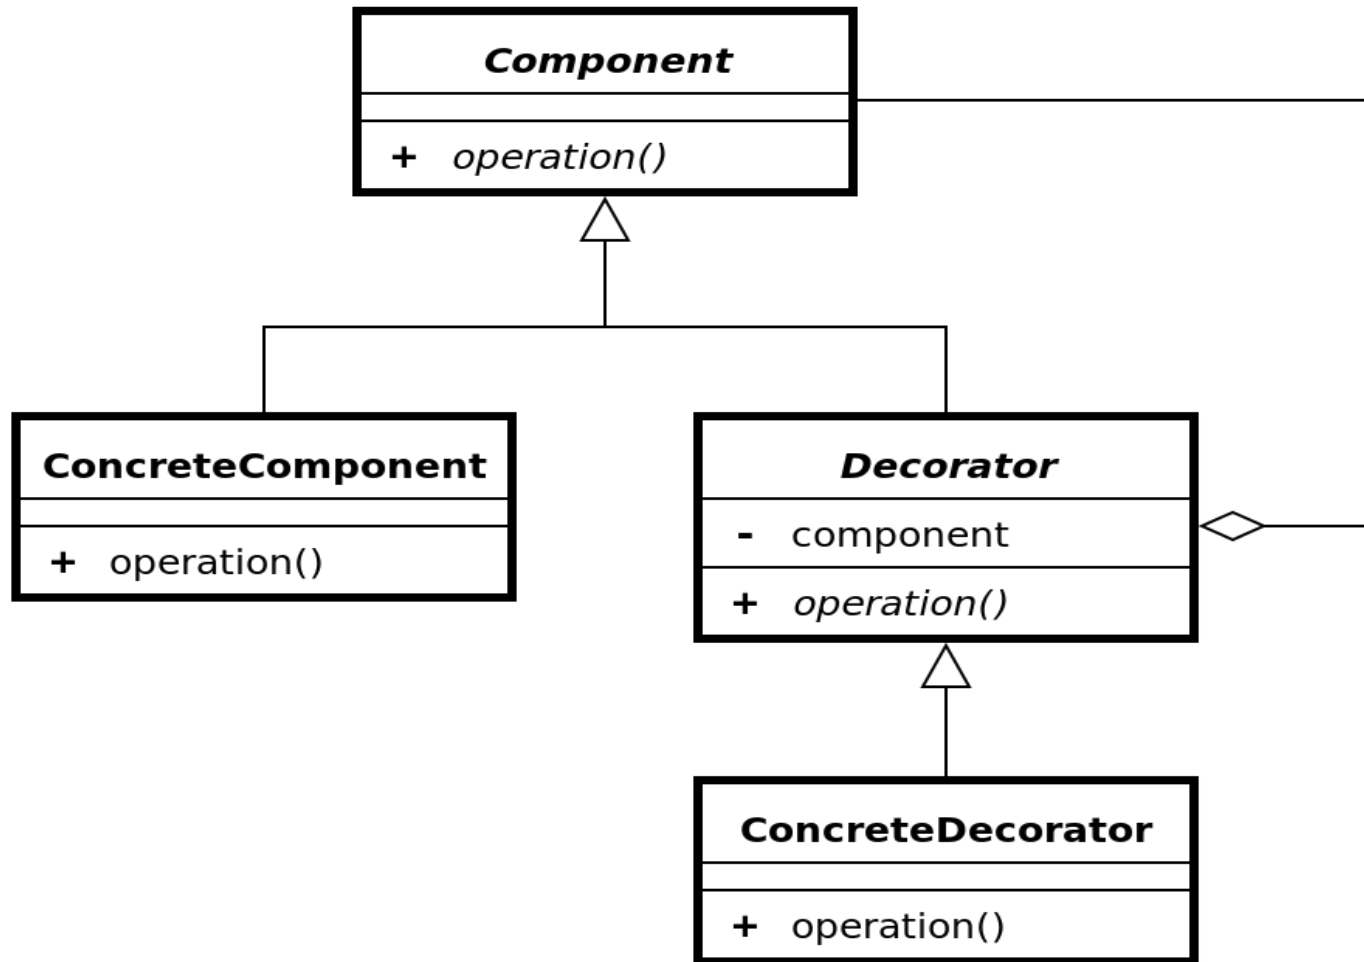 Component
+ operation()
ConcreteComponent
+ operation()
Decorator
- component
+ operation()
ConcreteDecorator
+ operation()